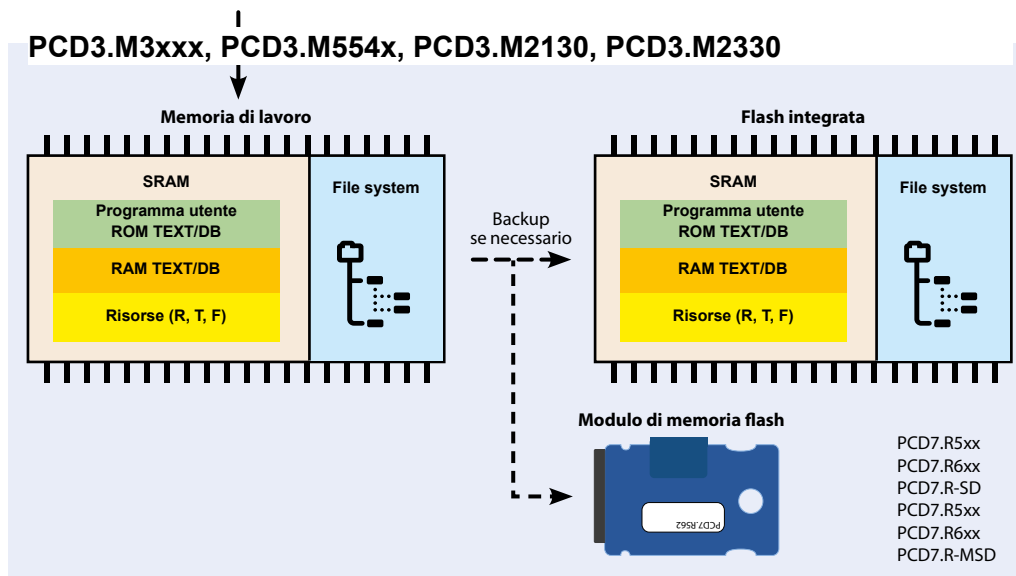 PCD3.M3xxx, PCD3.M554x, PCD3.M2130, PCD3.M2330
Memoria di lavoro
SRAM
Programma utente
ROM TEXT/DB
RAM TEXT/DB
Risorse (R, T, F)
File system
Backup
se necessario
Flash integrata
SRAM
Programma utente
ROM TEXT/DB
RAM TEXT/DB
Risorse (R, T, F)
File system
Modulo di memoria flash
PCD7.R562
PCD7.R5xx
PCD7.R6xx
PCD7.R-SD
PCD7.R5xx
PCD7.R6xx
PCD7.R-MSD